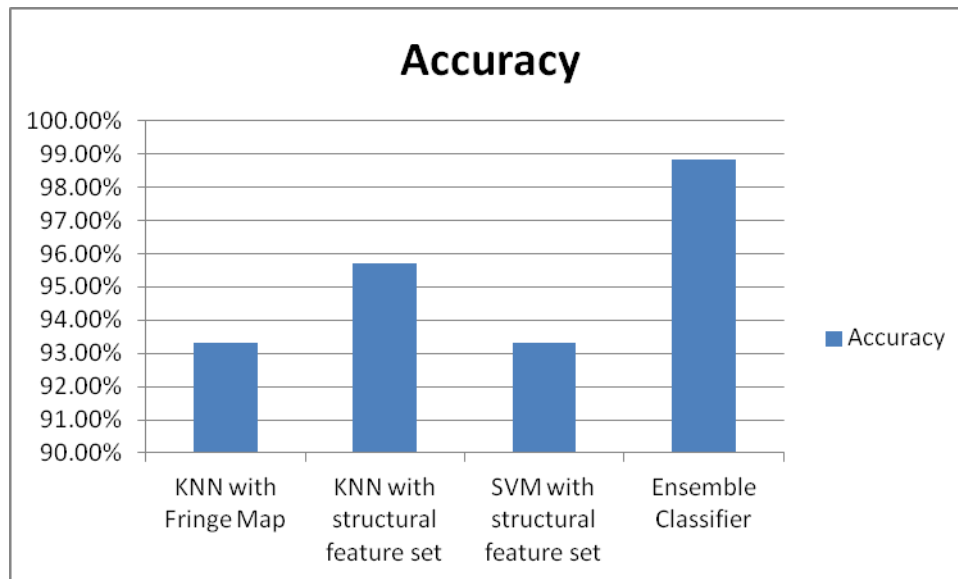 Accuracy
100.00%
99.00%
98.00%
97.00%
96.00%
95.00%
94.00%
93.00%
92.00%
91.00%
90.00%
KNN with
Fringe Map
KNN with
structural
feature set
SVM with
structural
feature set
Ensemble
Classifier
Accuracy